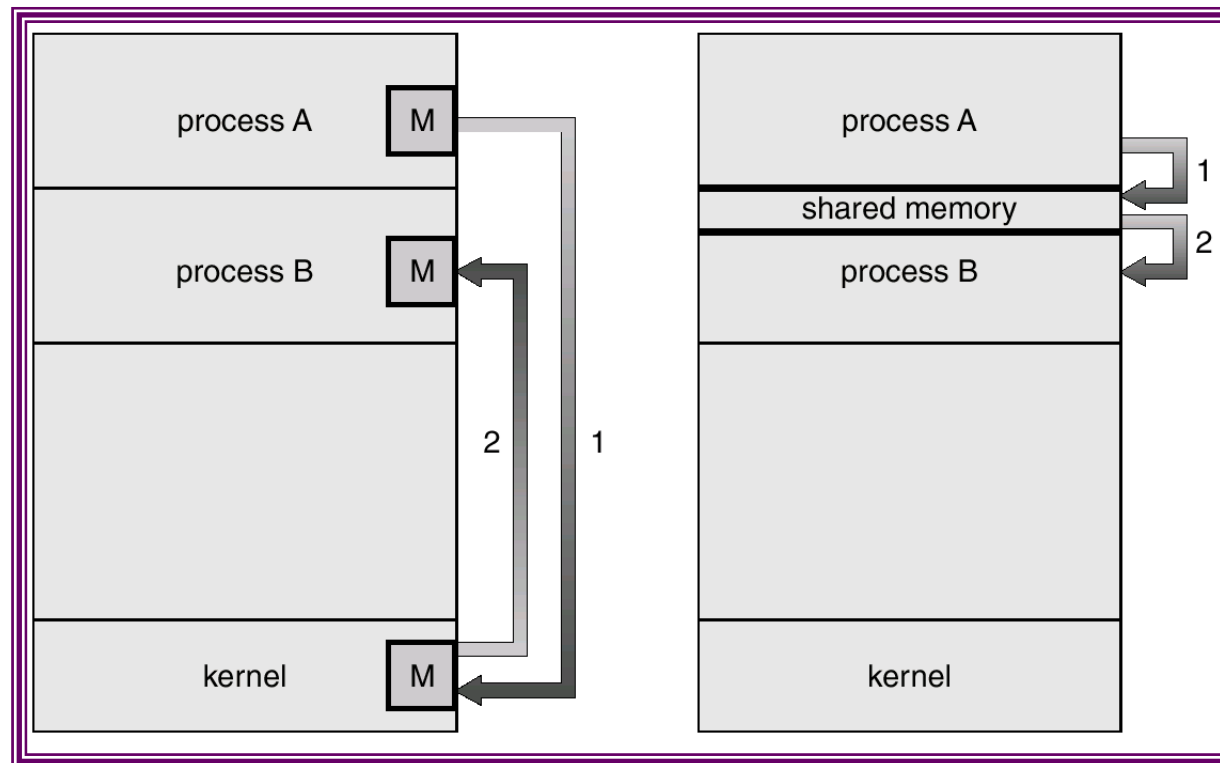 process A
M
process B
M
2
1
kernel
M
process A
1
shared memory
2
process B
kernel